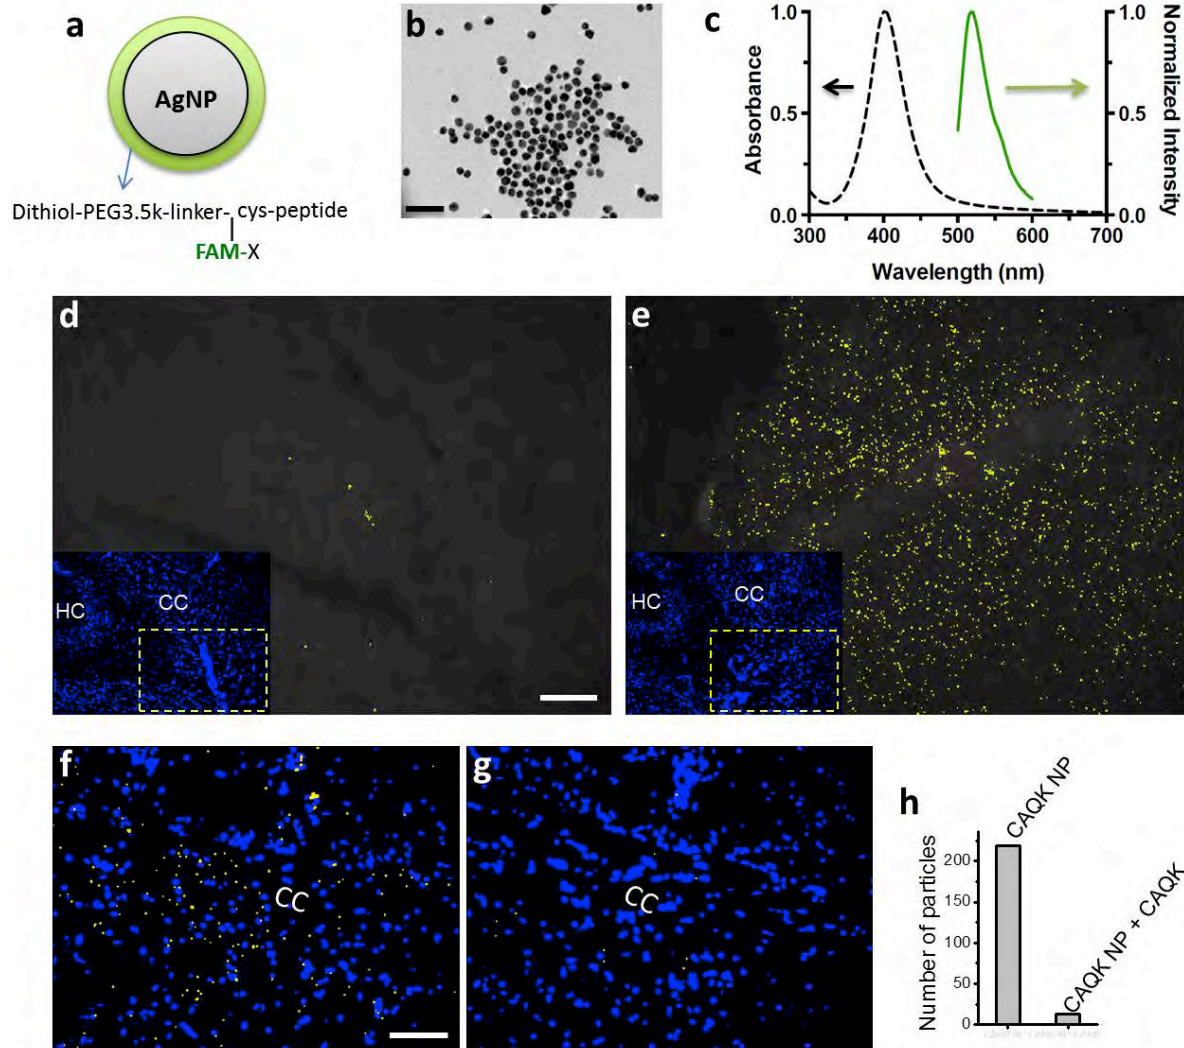 a
AgNP
Dithiol-PEG3.5k-linker- cys-peptide
FAM-X
b
c
Absorbance
1.0
0.5
0.0
300 400 500 600 700
Wavelength (nm)
1.0
0.5
0.0
Normalized Intensity
d
HC
CC
e
HC
CC
f
CC
g
CC
h
Number of particles
200
150
100
50
0
CAQK NP
CAQK NP + CAQK